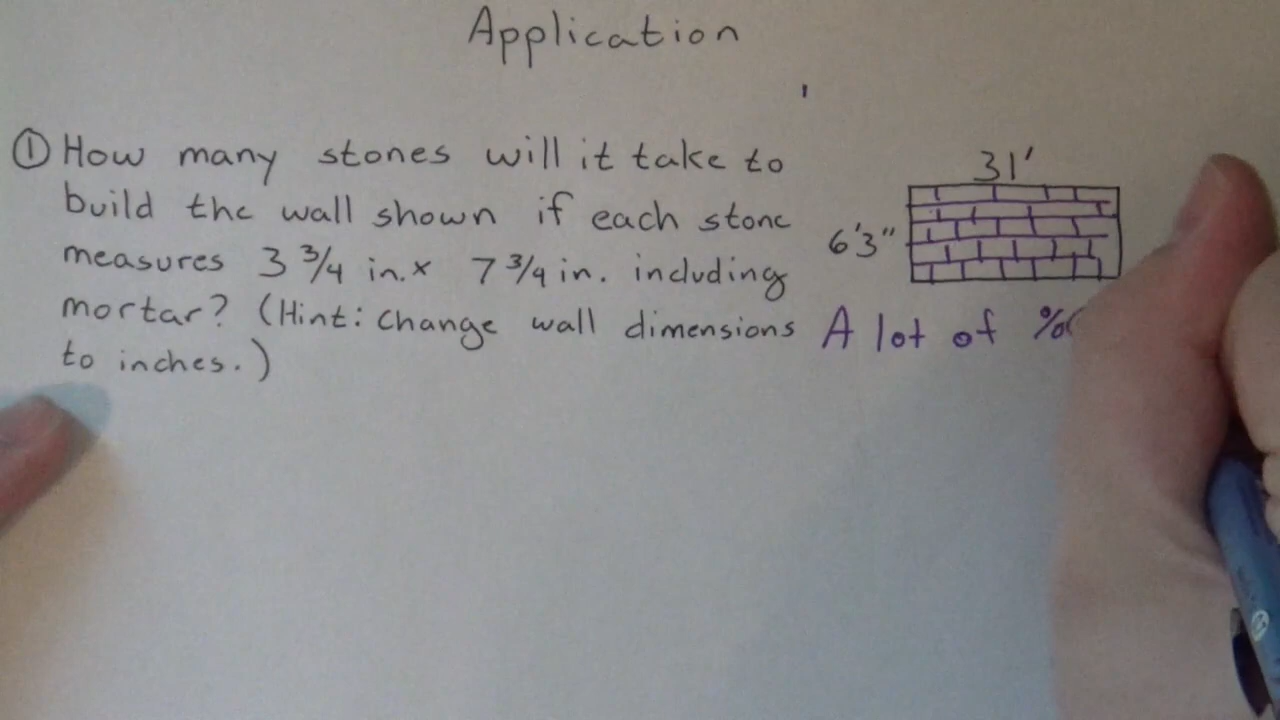 Application
① How many stones will it take to
build the wall shown if each stone
measures 3 3/4 in. x 7 3/4 in. including
mortar? (Hint: Change wall dimensions
to inches.)
31'
6'3"
A lot of %